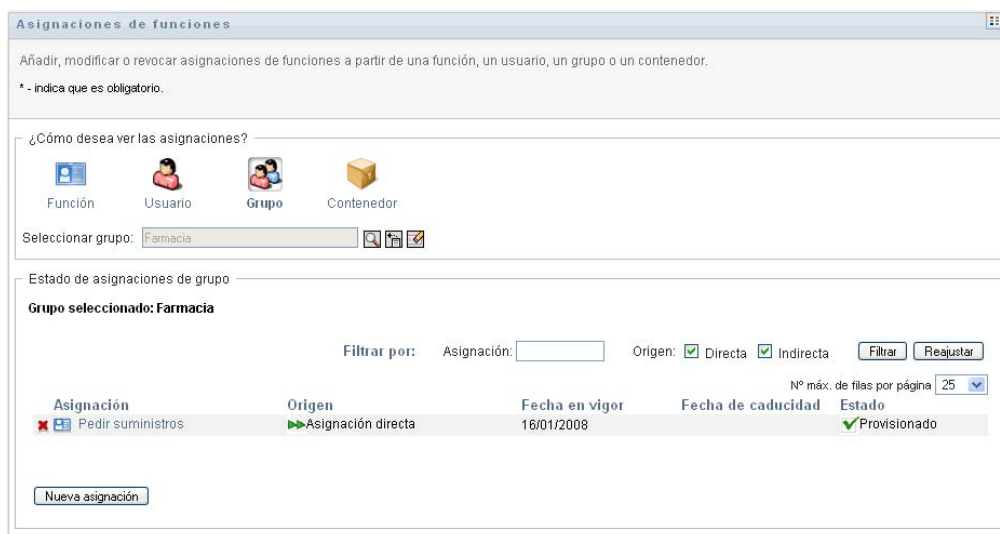 Asignaciones de funciones
Añadir, modificar o revocar asignaciones de funciones a partir de una función, un usuario, un grupo o un contenedor.
* - indica que es obligatorio.
¿Cómo desea ver las asignaciones?
Función Usuario Grupo Contenedor
Seleccionar grupo: Farmacia
Estado de asignaciones de grupo
Grupo seleccionado: Farmacia
Filtrar por: Asignación: Origen: Directa Indirecta Filtrar Reajustar
Nº máx. de filas por página 25
Asignación Origen Fecha en vigor Fecha de caducidad Estado
Pedir suministros Asignación directa 16/01/2008 Provisionado
Nueva asignación